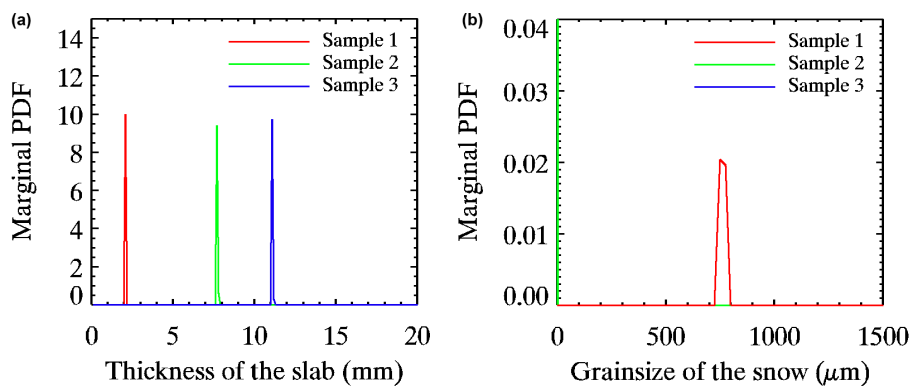 (a)
Marginal PDF
14
12
10
8
6
4
2
0
Sample 1
Sample 2
Sample 3
0 5 10 15 20
Thickness of the slab (mm)
(b)
Marginal PDF
0.04
0.03
0.02
0.01
0.00
Sample 1
Sample 2
Sample 3
0 500 1000 1500
Grainsize of the snow (μm)